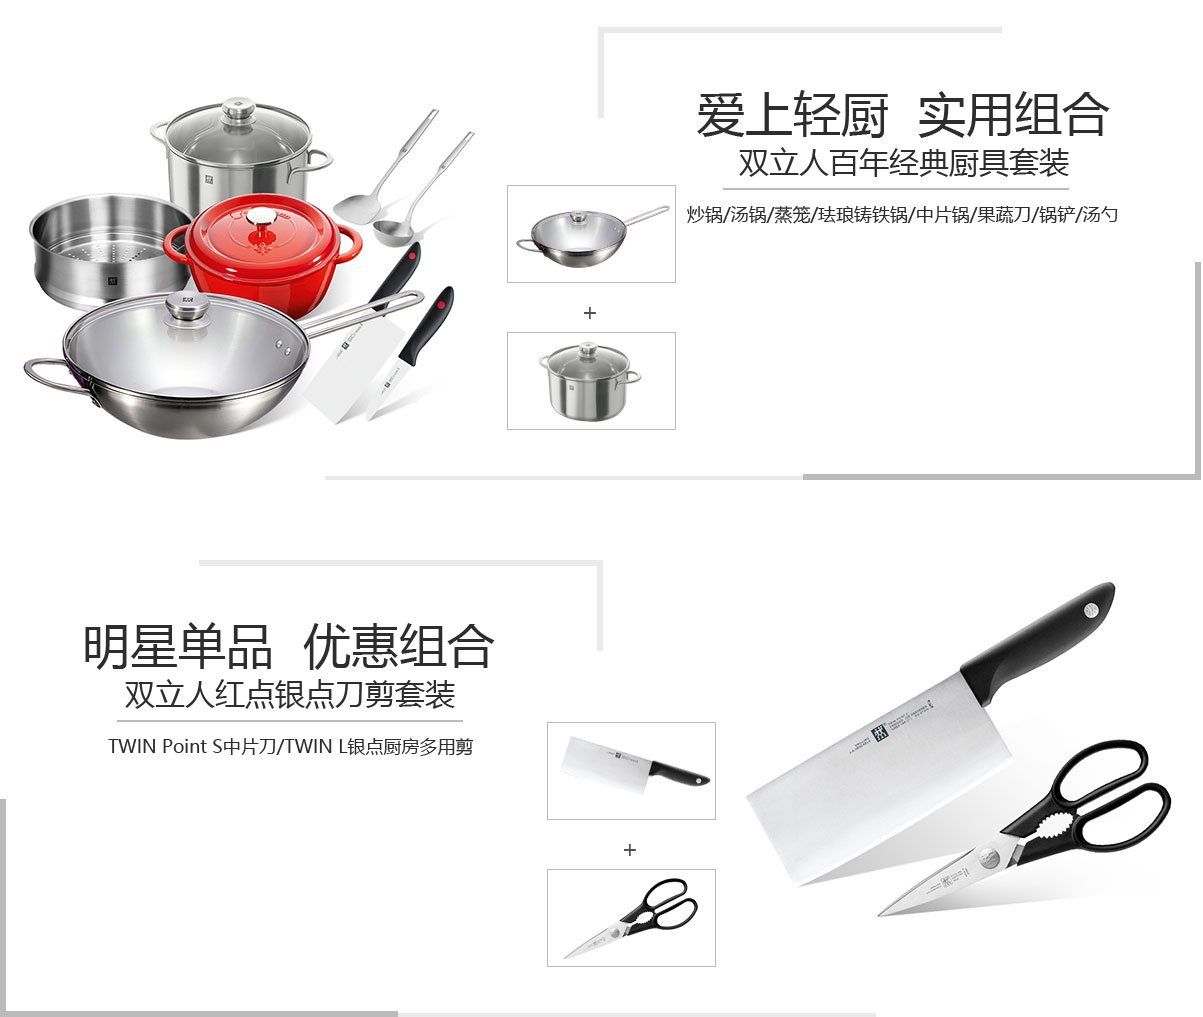 爱上轻厨 实用组合
双立人百年经典厨具套装
炒锅/汤锅/蒸笼/珐琅铸铁锅/中片锅/果蔬刀/锅铲/汤勺
+
明星单品 优惠组合
双立人红点银点刀剪套装
TWIN Point S中片刀/TWIN L银点厨房多用剪
+